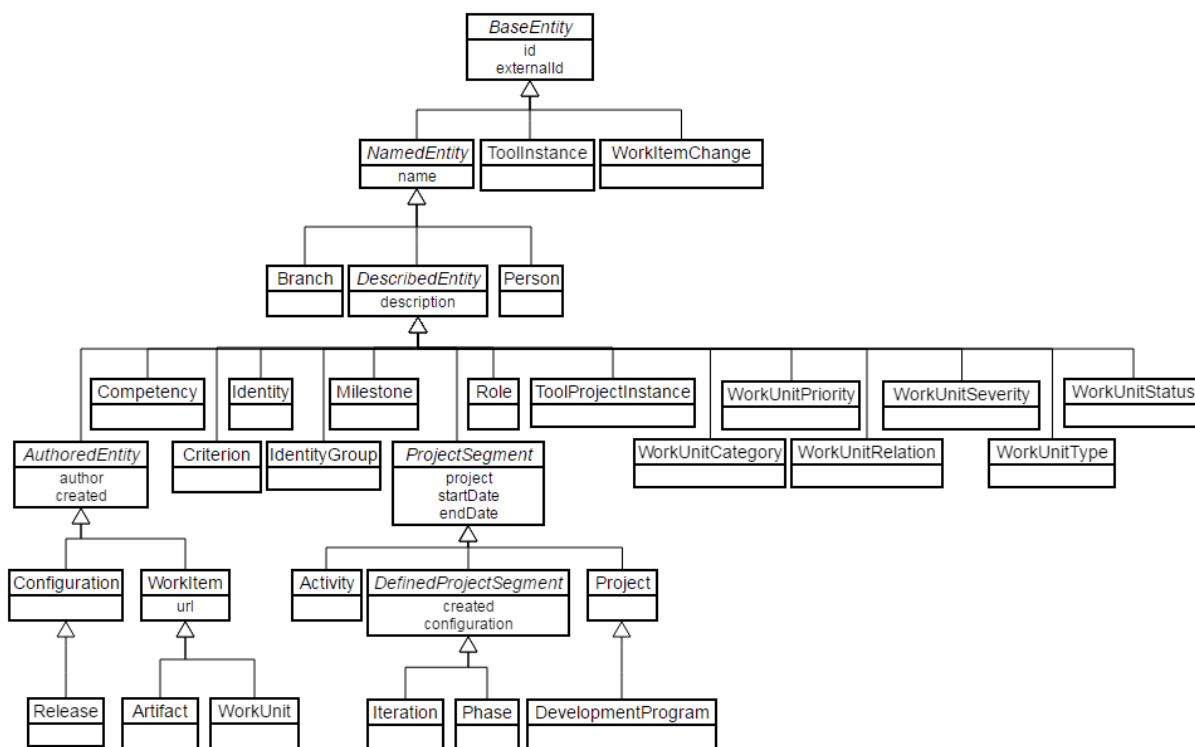 BaseEntity
id
externalId
NamedEntity
name
ToolInstance
WorkItemChange
Branch
DescribedEntity
description
Person
Competency
Identity
Milestone
Role
ToolProjectInstance
WorkUnitPriority
WorkUnitSeverity
WorkUnitStatus
AuthoredEntity
author
created
Criterion
IdentityGroup
ProjectSegment
project
startDate
endDate
WorkUnitCategory
WorkUnitRelation
WorkUnitType
Configuration
WorkItem
url
Activity
DefinedProjectSegment
created
configuration
Project
Release
Artifact
WorkUnit
Iteration
Phase
DevelopmentProgram